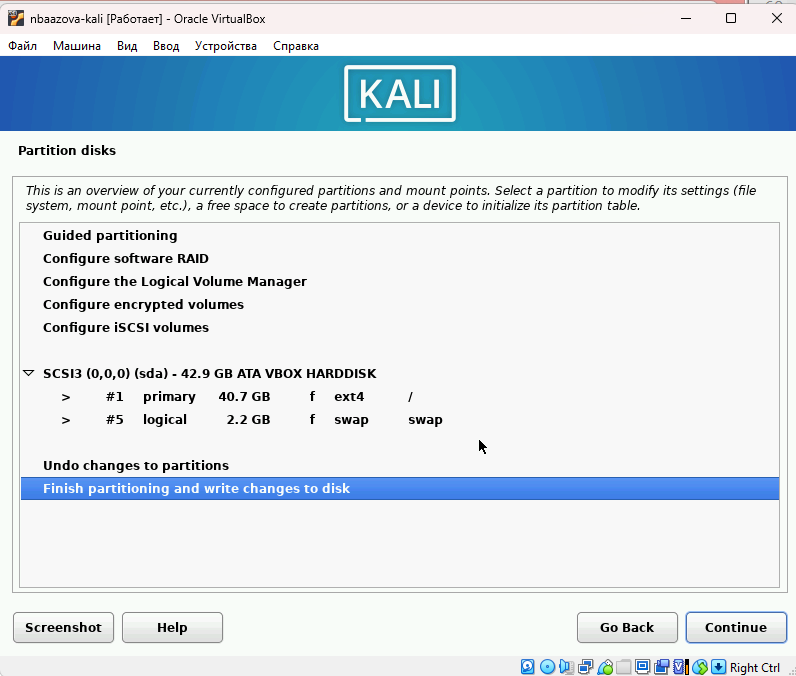 nbaazova-kali [Работает] - Oracle VirtualBox
Файл Машина Вид Ввод Устройства Справка
KALI
Partition disks
This is an overview of your currently configured partitions and mount points. Select a partition to modify its settings (file
system, mount point, etc.), a free space to create partitions, or a device to initialize its partition table.
Guided partitioning
Configure software RAID
Configure the Logical Volume Manager
Configure encrypted volumes
Configure iSCSI volumes
SCSI3 (0,0,0) (sda) - 42.9 GB ATA VBOX HARDDISK
> #1 primary 40.7 GB f ext4 /
> #5 logical 2.2 GB f swap swap
Undo changes to partitions
Finish partitioning and write changes to disk
Screenshot Help Go Back Continue
Right Ctrl